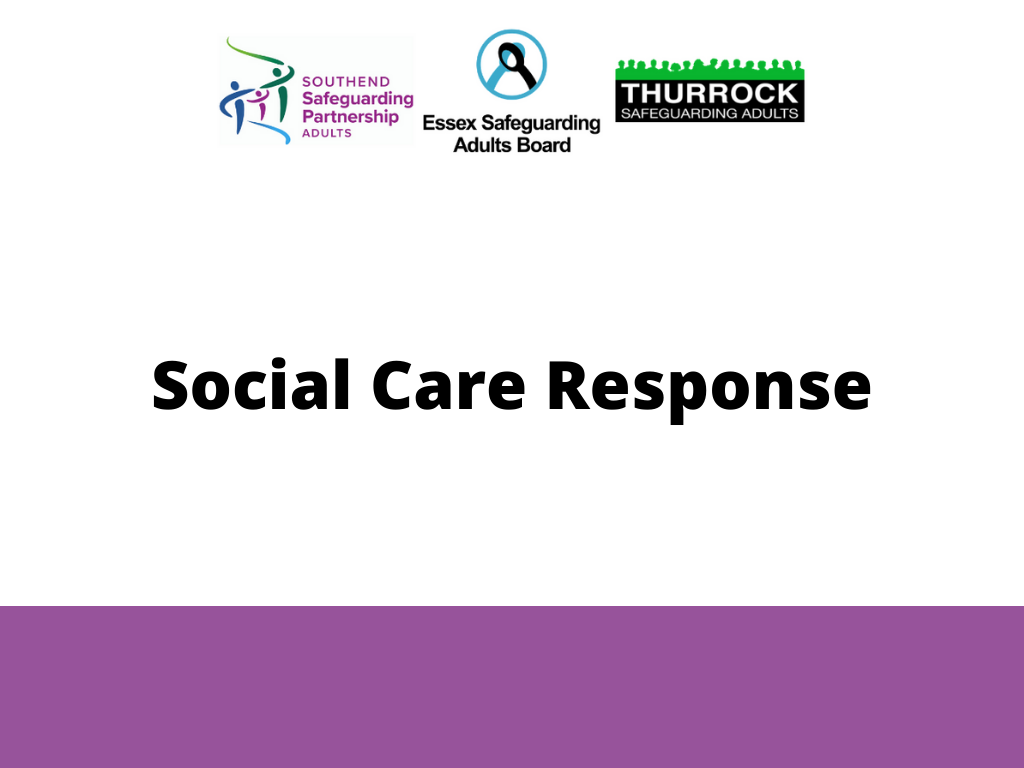 SOUTHEND
Safeguarding
Partnership
ADULTS
Essex Safeguarding
Adults Board
THURROCK
SAFEGUARDING ADULTS
Social Care Response